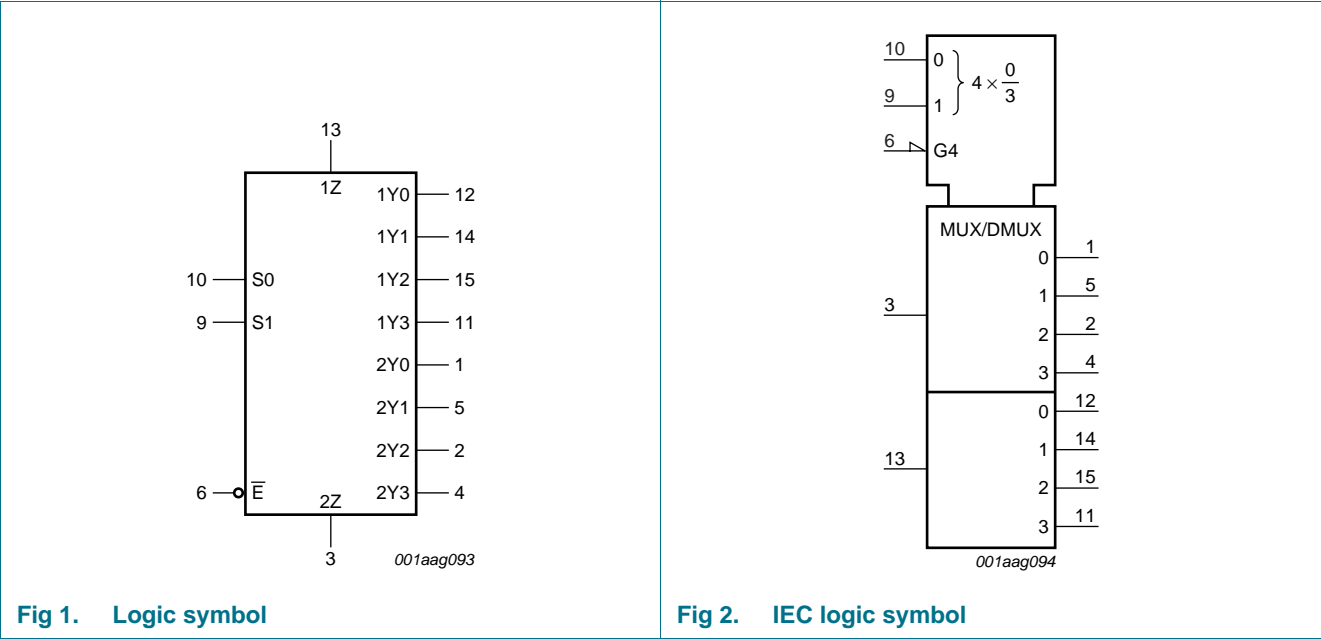 13
1Z
1Y0 12
1Y1 14
10 S0 1Y2 15
9 S1 1Y3 11
2Y0 1
2Y1 5
2Y2 2
6 E̅ 2Y3 4
2Z
3
001aag093
Fig 1. Logic symbol
10 0
4 × 0/3
9 1
6 G4
MUX/DMUX
0 1
1 5
3
2 2
3 4
0 12
1 14
13
2 15
3 11
001aag094
Fig 2. IEC logic symbol